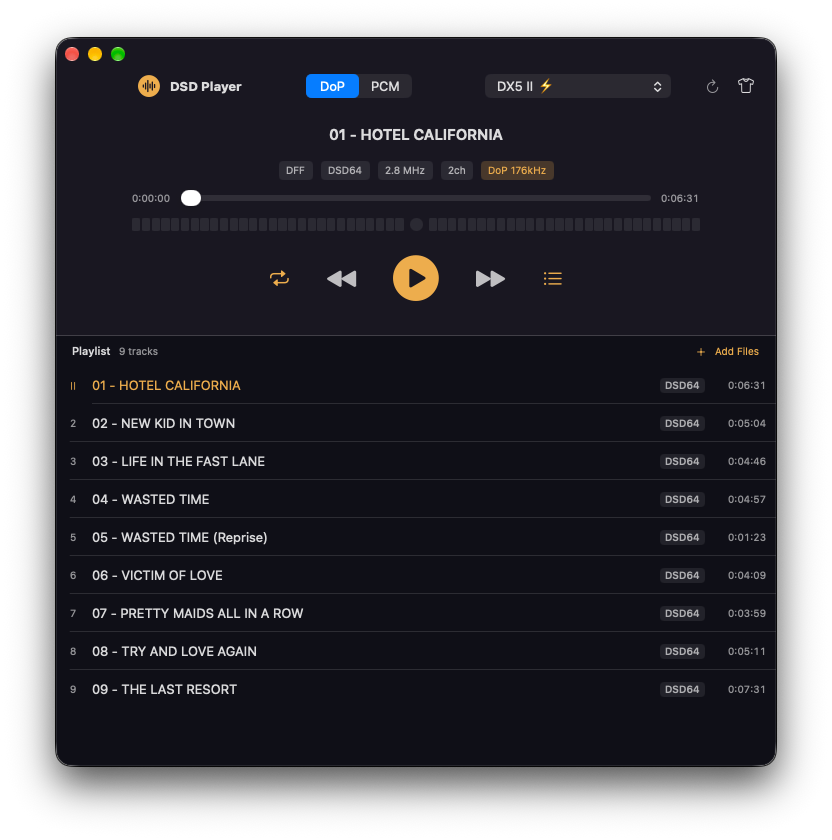 DSD Player DoP PCM DX5 II ⚡
01 - HOTEL CALIFORNIA
DFF DSD64 2.8 MHz 2ch DoP 176kHz
0:00:00 0:06:31
Playlist 9 tracks + Add Files
01 - HOTEL CALIFORNIA DSD64 0:06:31
2 02 - NEW KID IN TOWN DSD64 0:05:04
3 03 - LIFE IN THE FAST LANE DSD64 0:04:46
4 04 - WASTED TIME DSD64 0:04:57
5 05 - WASTED TIME (Reprise) DSD64 0:01:23
6 06 - VICTIM OF LOVE DSD64 0:04:09
7 07 - PRETTY MAIDS ALL IN A ROW DSD64 0:03:59
8 08 - TRY AND LOVE AGAIN DSD64 0:05:11
9 09 - THE LAST RESORT DSD64 0:07:31